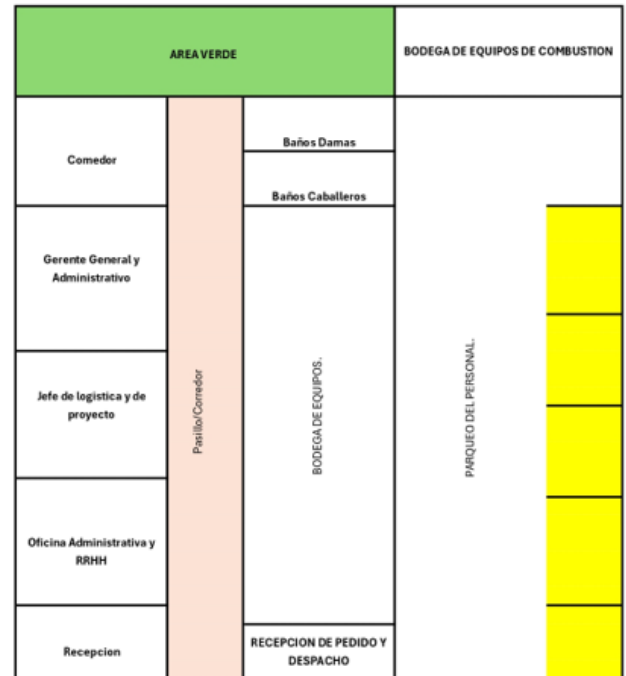 AREA VERDE
BODEGA DE EQUIPOS DE COMBUSTION
Comedor
Baños Damas
Baños Caballeros
Gerente General y
Administrativo
Jefe de logistica y de
proyecto
Oficina Administrativa y
RRHH
Recepcion
Pasillo/Corredor
BODEGA DE EQUIPOS.
RECEPCION DE PEDIDO Y
DESPACHO
PARQUEO DEL PERSONAL.